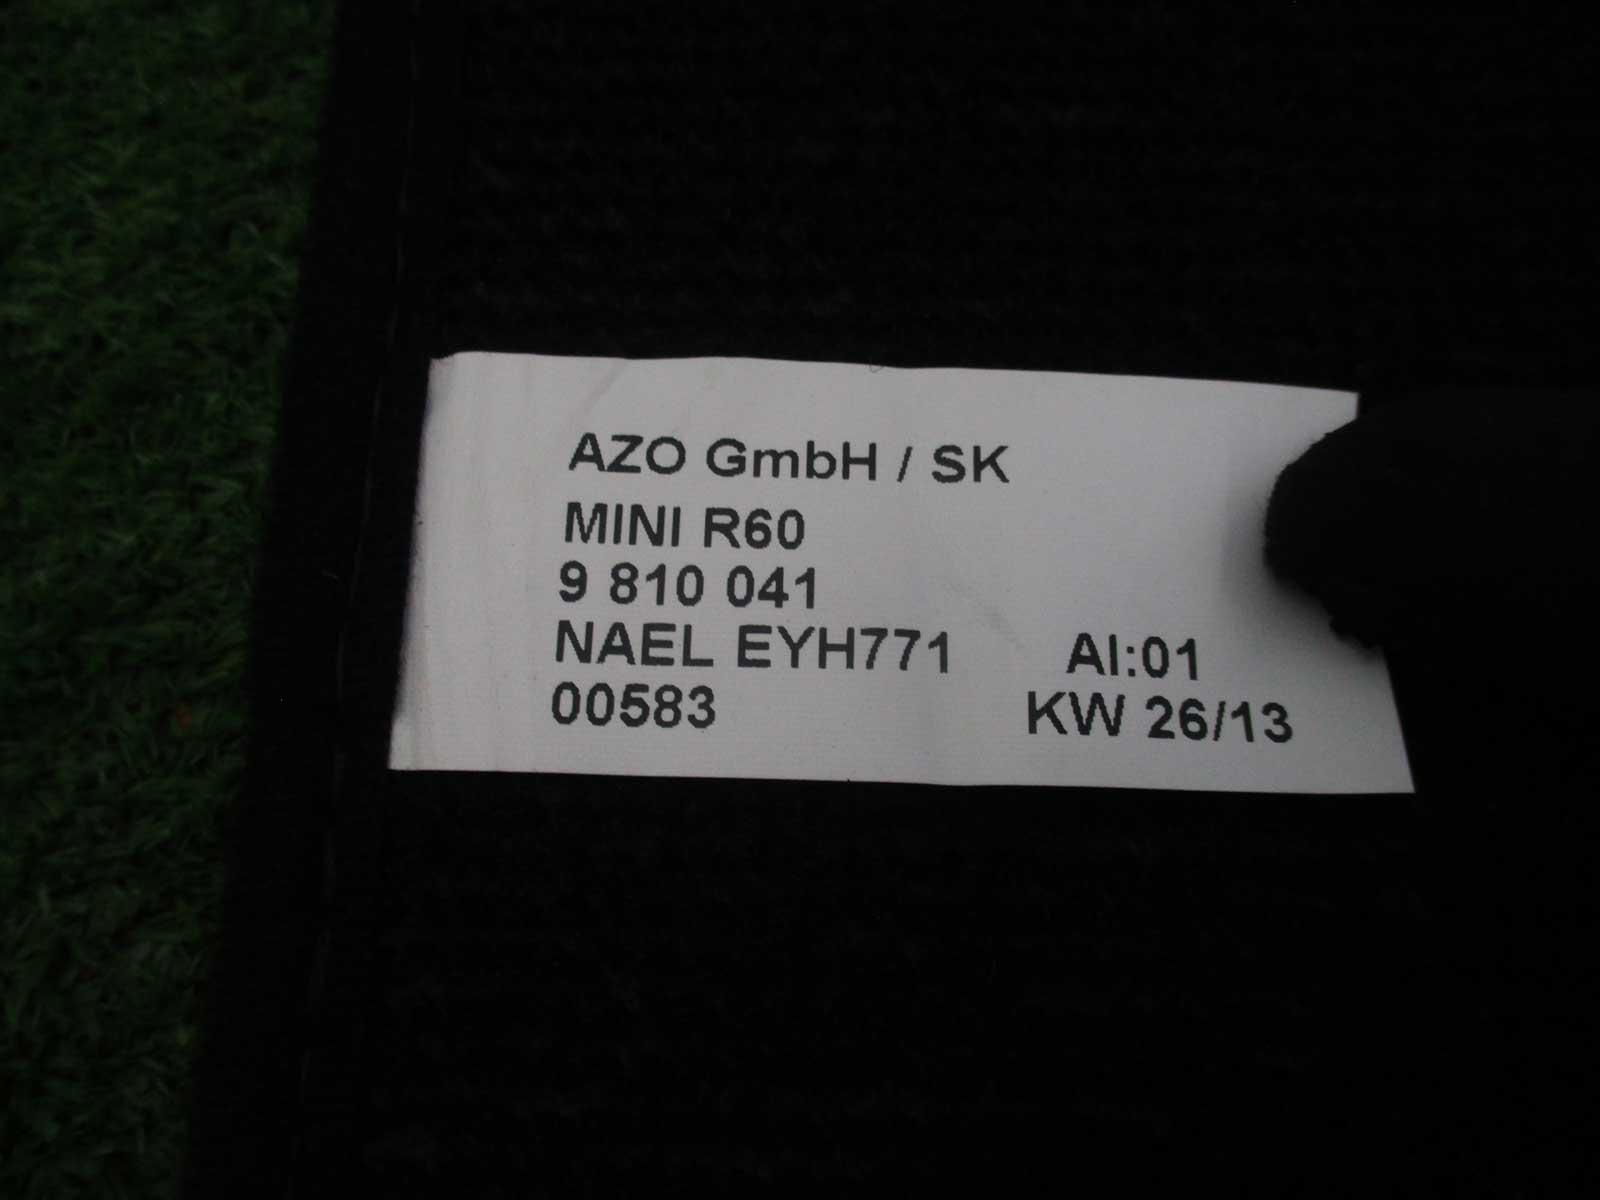 AZO GmbH / SK
MINI R60
9 810 041
NAEL EYH771 AI:01
00583 KW 26/13